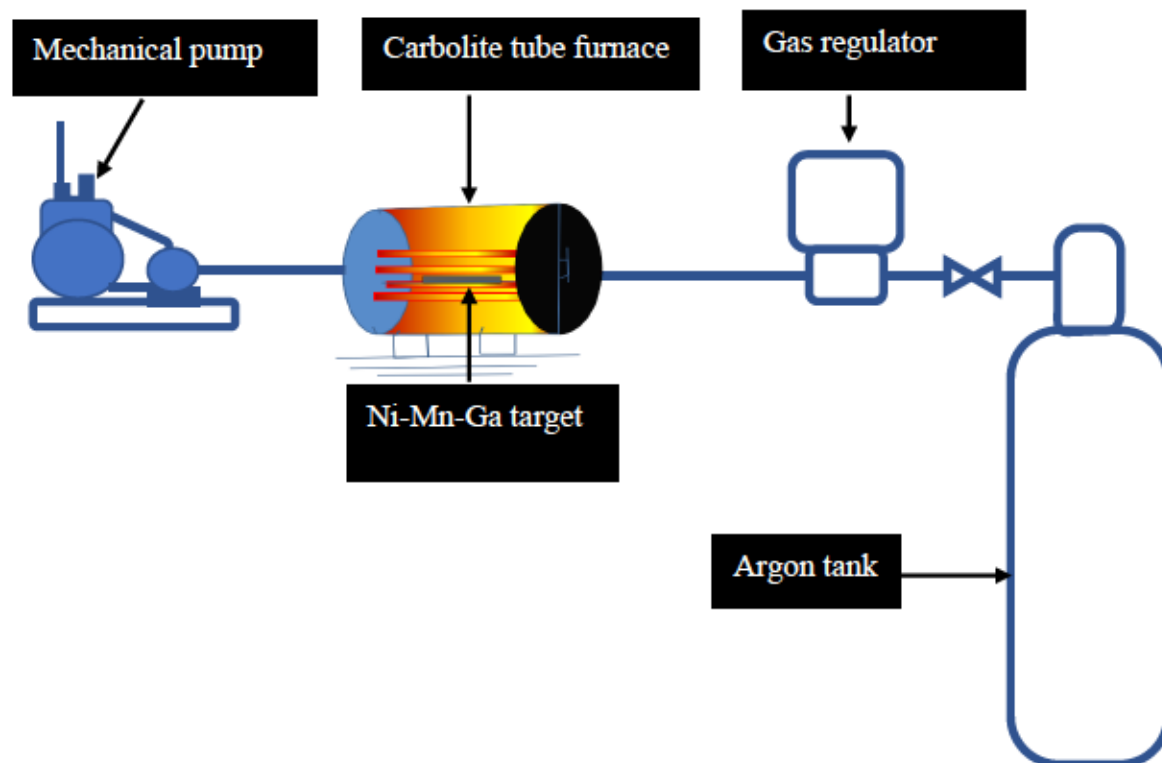 Mechanical pump
Carbolite tube furnace
Gas regulator
Ni-Mn-Ga target
Argon tank